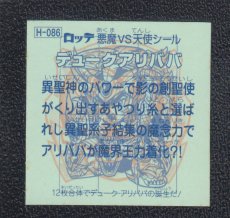 H-086
ロッテ 悪魔VS天使シール
デュークアリババ
異聖神のパワーで影の創聖使
がくり出すあやつり糸と選ば
れし異聖系子結集の魔念力で
アリババが魔界王力着化?!
12枚合体でデューク・アリババの誕生だ!